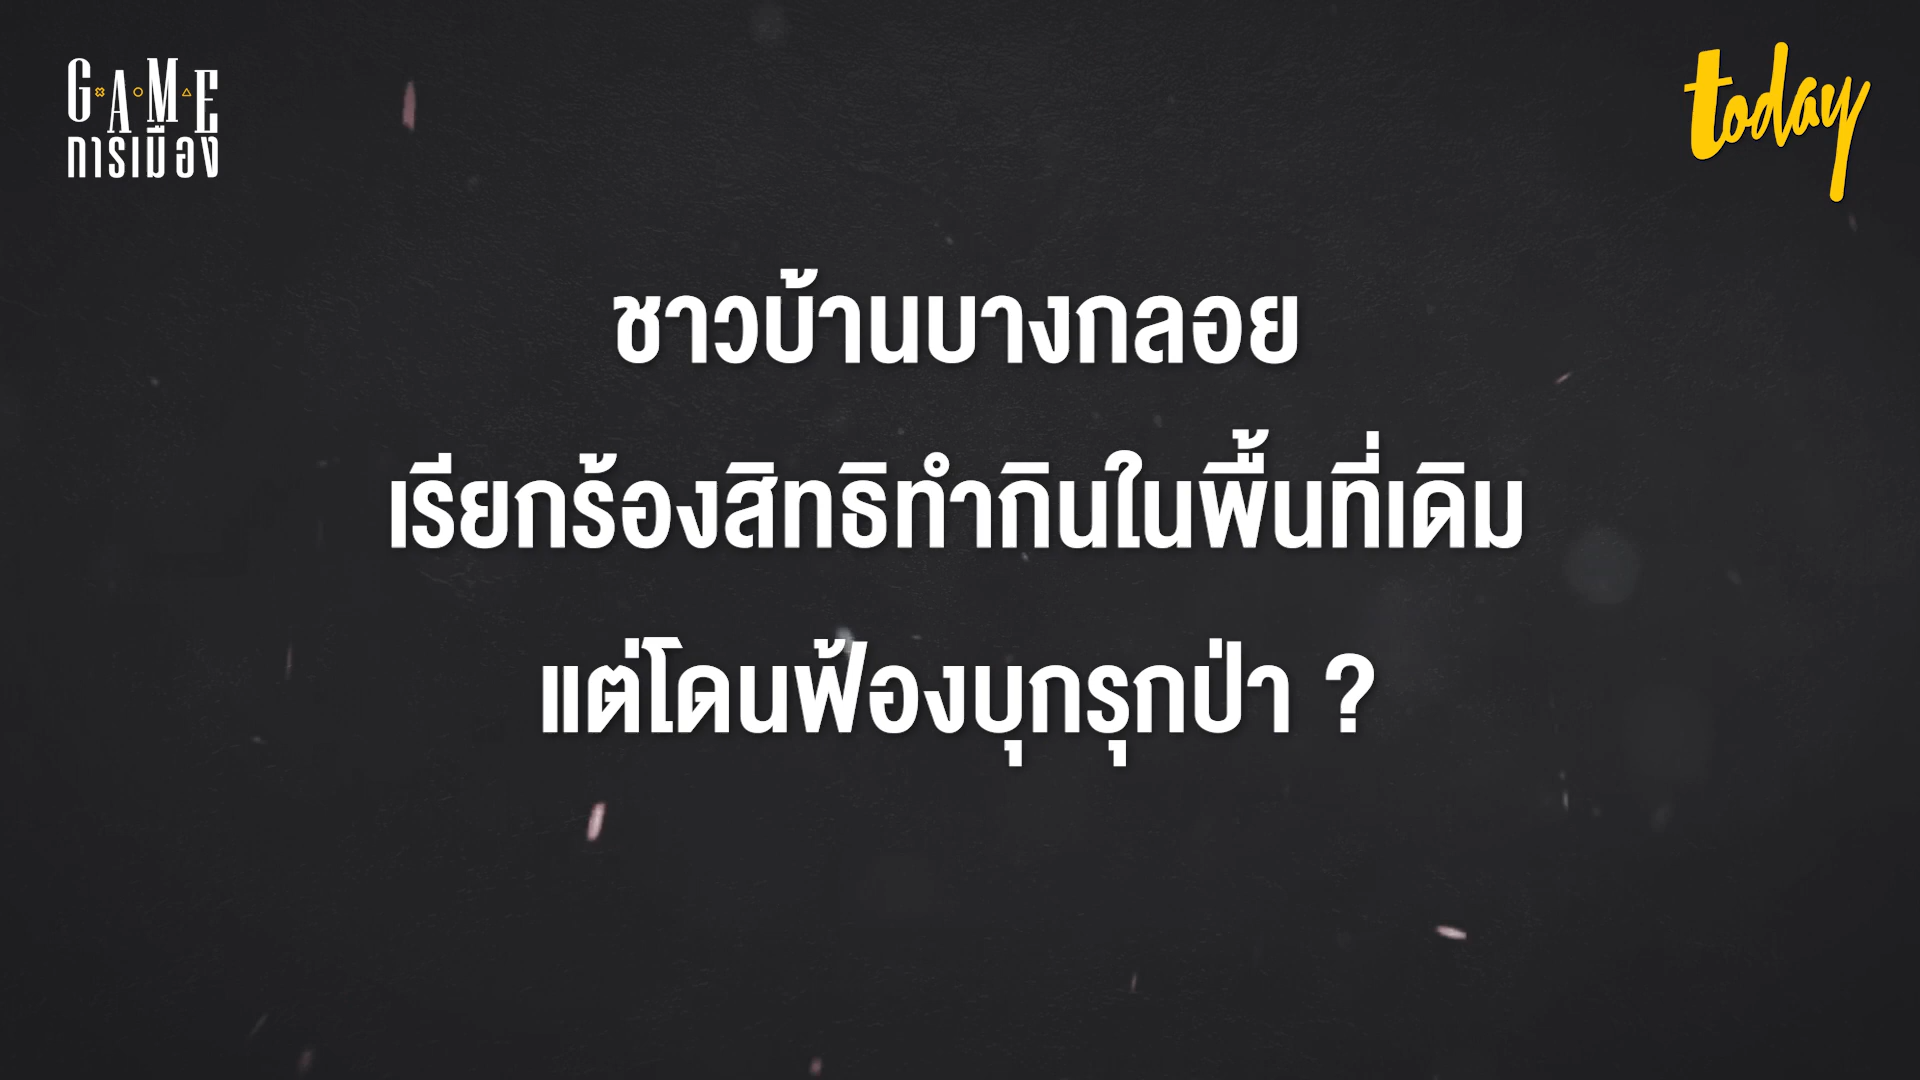 GAME
การเมือง
today
ชาวบ้านบางกลอย
เรียกร้องสิทธิทำกินในพื้นที่เดิม
แต่โดนฟ้องบุกรุกป่า ?